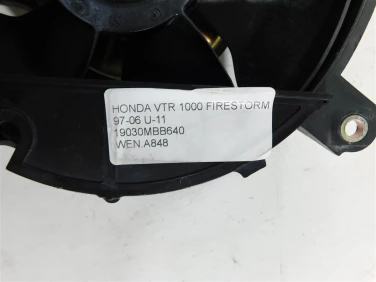 HONDA VTR 1000 FIRESTORM
97-06 U-11
19030MBB640
WEN.A848